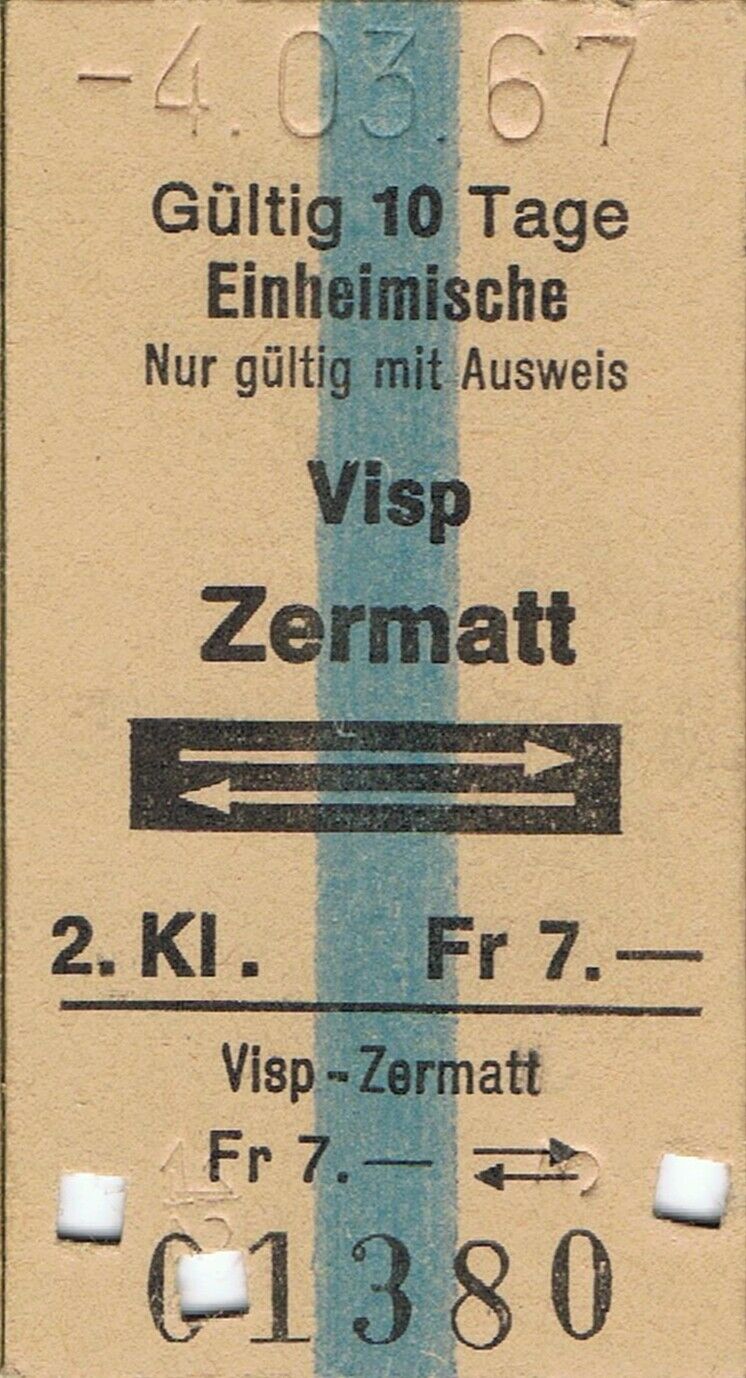 -4.03.67
Gültig 10 Tage
Einheimische
Nur gültig mit Ausweis
Visp
Zermatt
2. Kl. Fr 7.—
Visp-Zermatt
Fr 7.—
01380